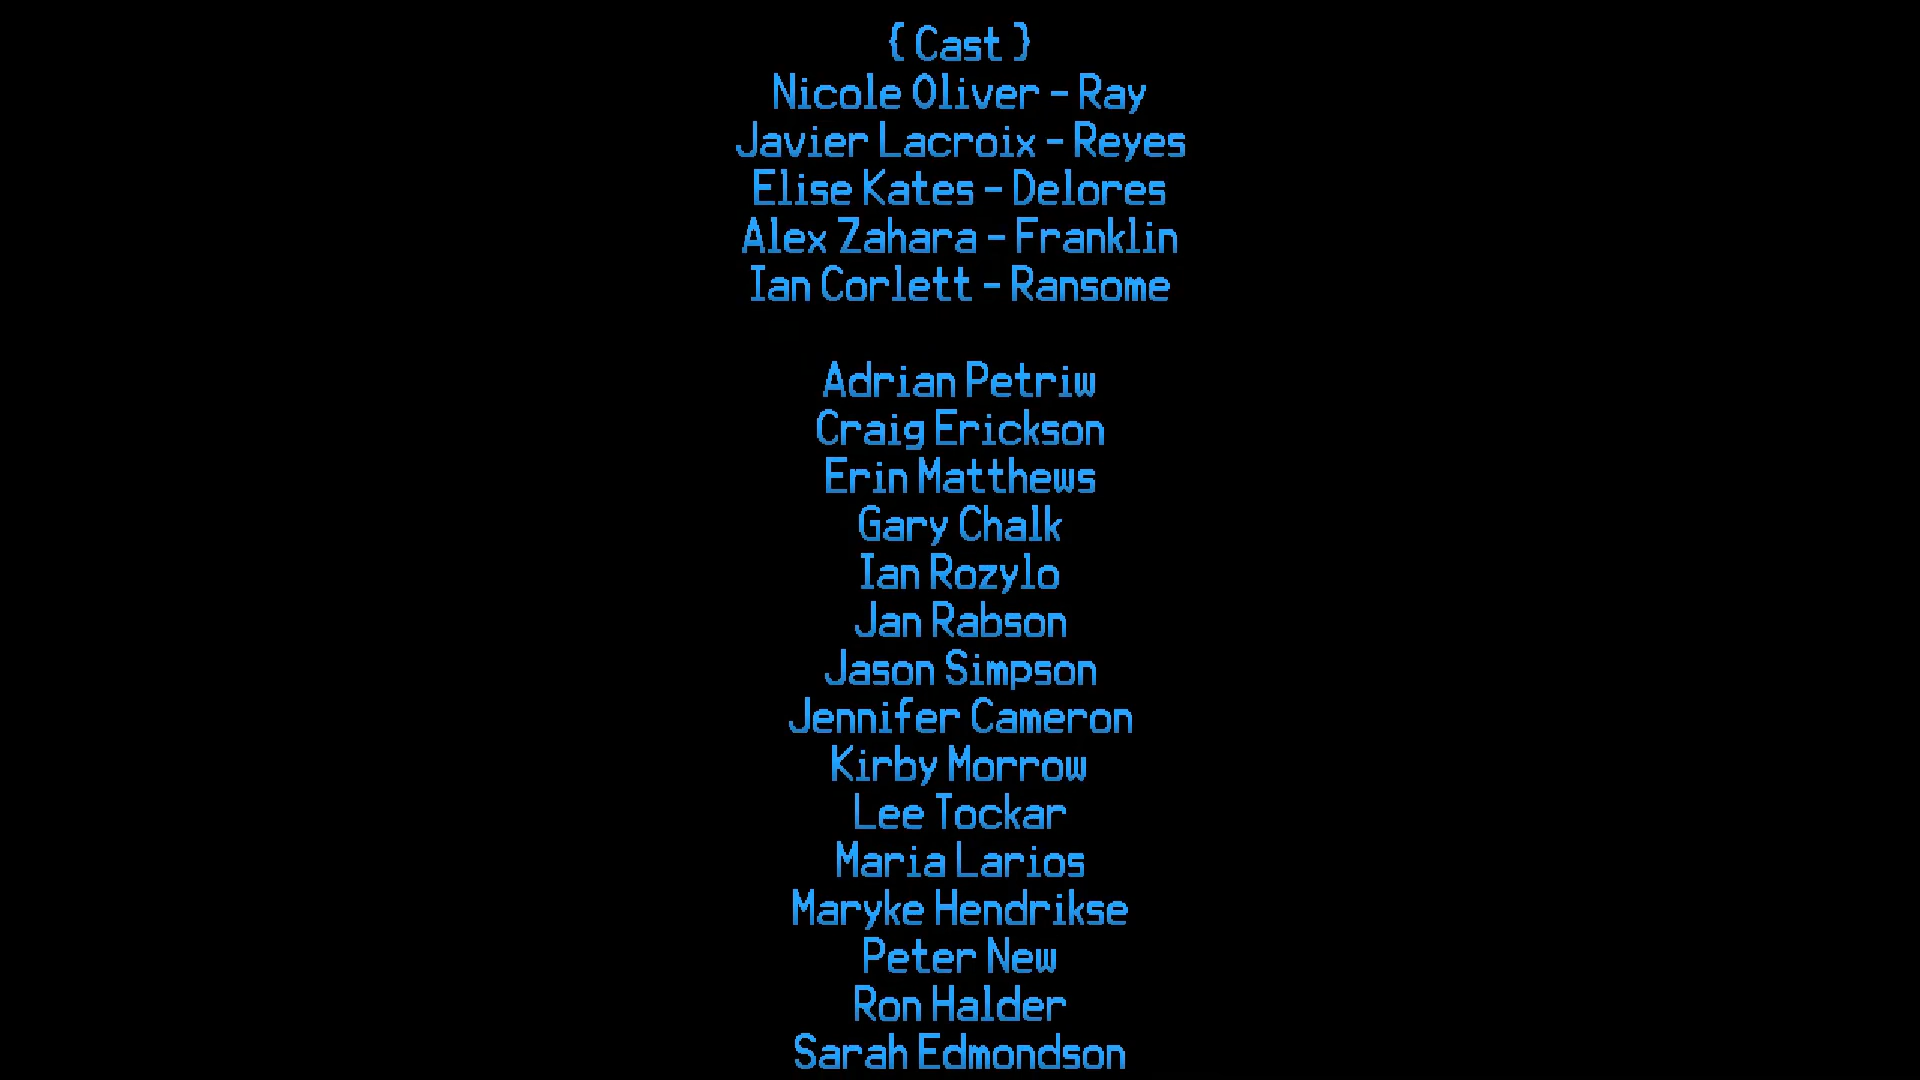 { Cast }
Nicole Oliver - Ray
Javier Lacroix - Reyes
Elise Kates - Delores
Alex Zahara - Franklin
Ian Corlett - Ransome
Adrian Petriw
Craig Erickson
Erin Matthews
Gary Chalk
Ian Rozylo
Jan Rabson
Jason Simpson
Jennifer Cameron
Kirby Morrow
Lee Tockar
Maria Larios
Maryke Hendrikse
Peter New
Ron Halder
Sarah Edmondson